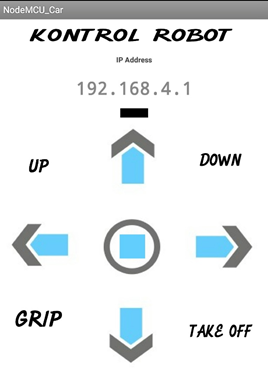 NodeMCU_Car
KONTROL ROBOT
IP Address
192.168.4.1
UP
DOWN
GRIP
TAKE OFF